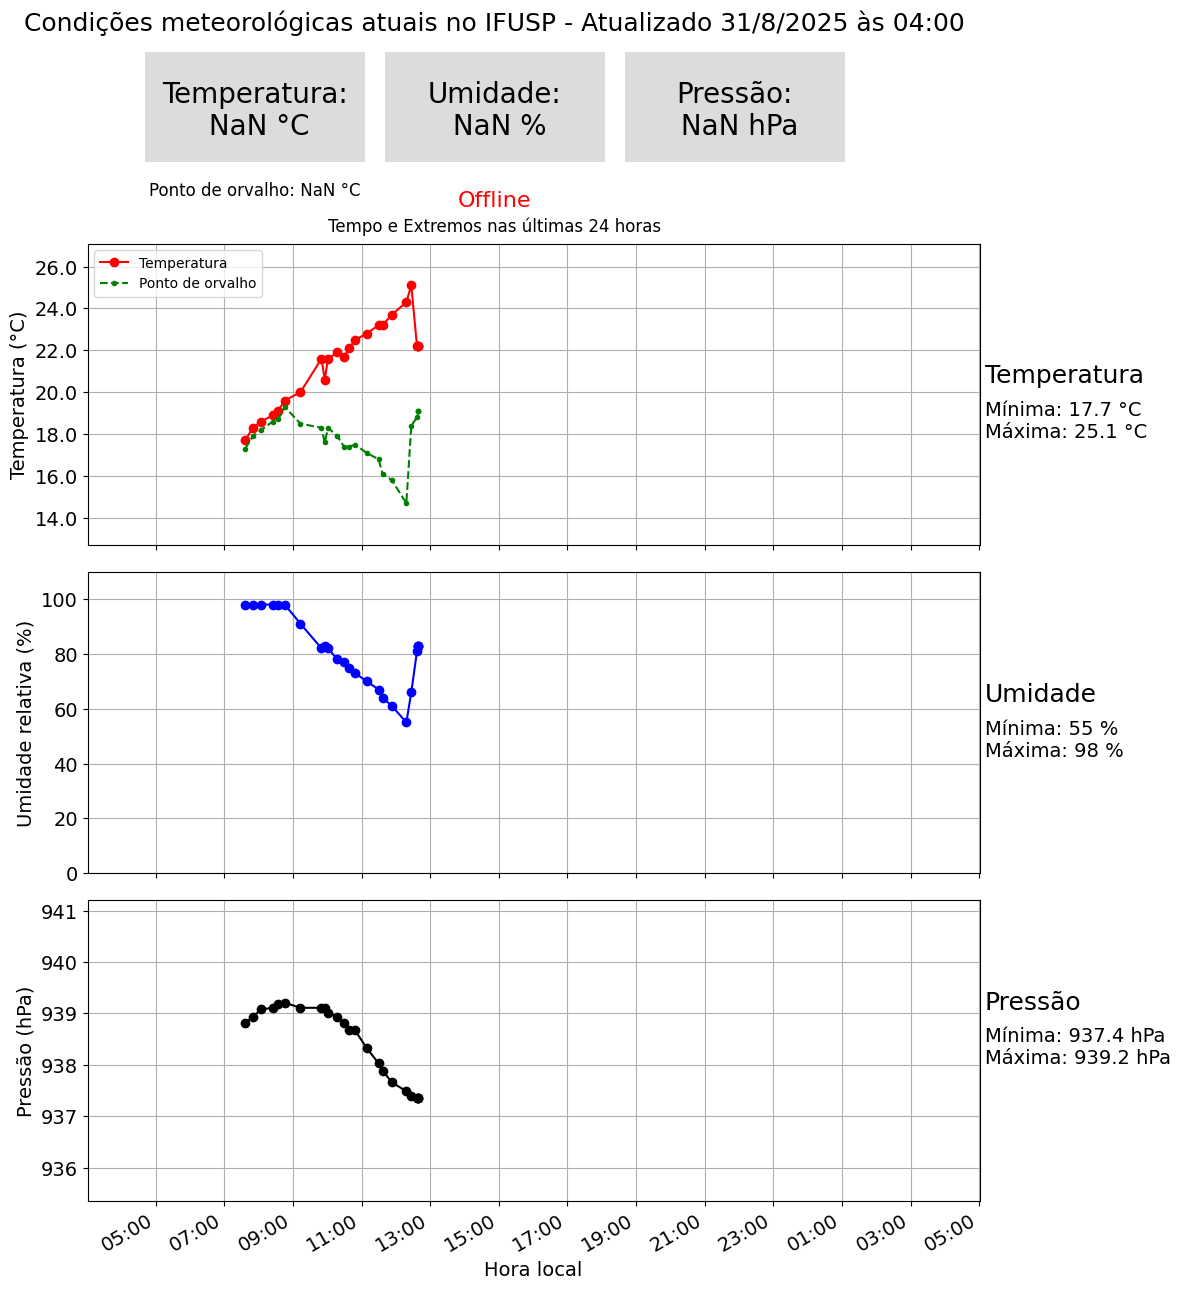 Condições meteorológicas atuais no IFUSP - Atualizado 31/8/2025 às 04:00
Temperatura:
NaN °C
Umidade:
NaN %
Pressão:
NaN hPa
Ponto de orvalho: NaN °C
Offline
Tempo e Extremos nas últimas 24 horas
Temperatura
Ponto de orvalho
26.0
24.0
22.0
20.0
18.0
16.0
14.0
Temperatura (°C)
Temperatura
Mínima: 17.7 °C
Máxima: 25.1 °C
100
80
60
40
20
0
Umidade relativa (%)
Umidade
Mínima: 55 %
Máxima: 98 %
941
940
939
938
937
936
Pressão (hPa)
Pressão
Mínima: 937.4 hPa
Máxima: 939.2 hPa
05:00
07:00
09:00
11:00
13:00
15:00
17:00
19:00
21:00
23:00
01:00
03:00
05:00
Hora local